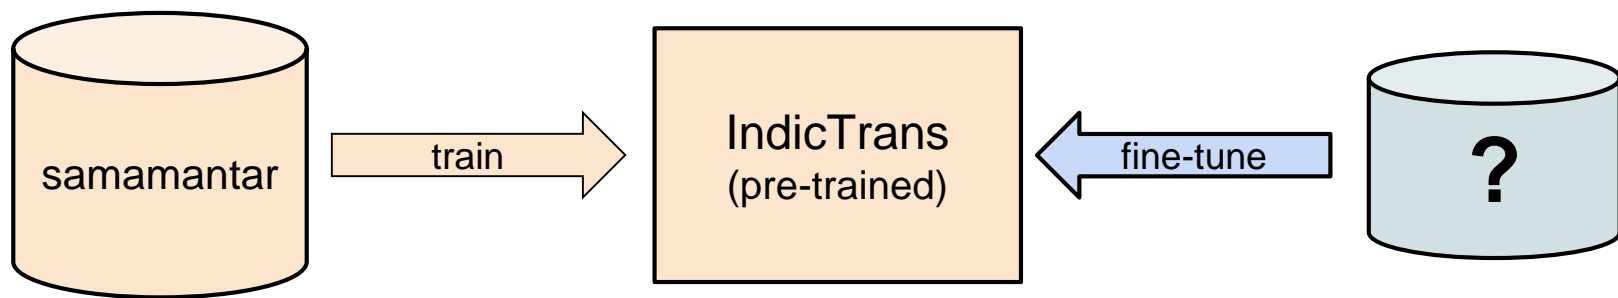 samamantar
train
IndicTrans
(pre-trained)
fine-tune
?